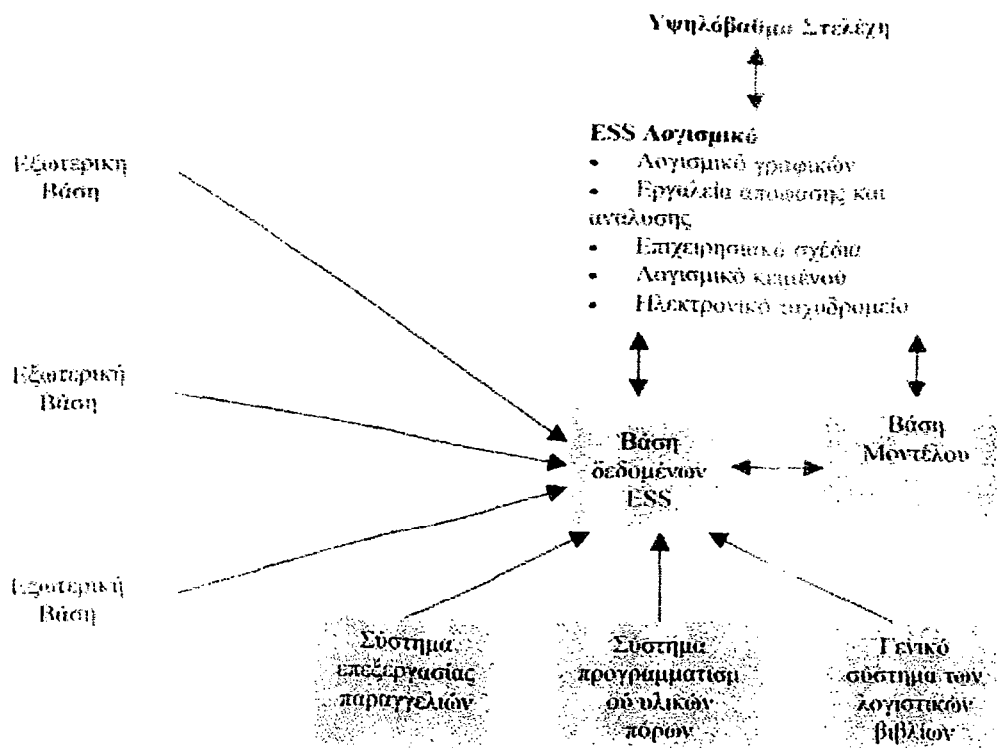 Υψηλόβαθμα Στελέχη
ESS Λογισμικό
• Λογισμικό γραφικών
• Εργαλεία απόφασης και
ανάλυσης
• Επιχειρησιακά σχέδια
• Λογισμικό κειμένου
• Ηλεκτρονικό ταχυδρομείο
Εξωτερική
Βάση
Εξωτερική
Βάση
Εξωτερική
Βάση
Βάση
δεδομένων
ESS
Βάση
Μοντέλου
Σύστημα
επεξεργασίας
παραγγελιών
Σύστημα
προγραμματισμ
ού υλικών
πόρων
Γενικό
σύστημα των
λογιστικών
βιβλίων